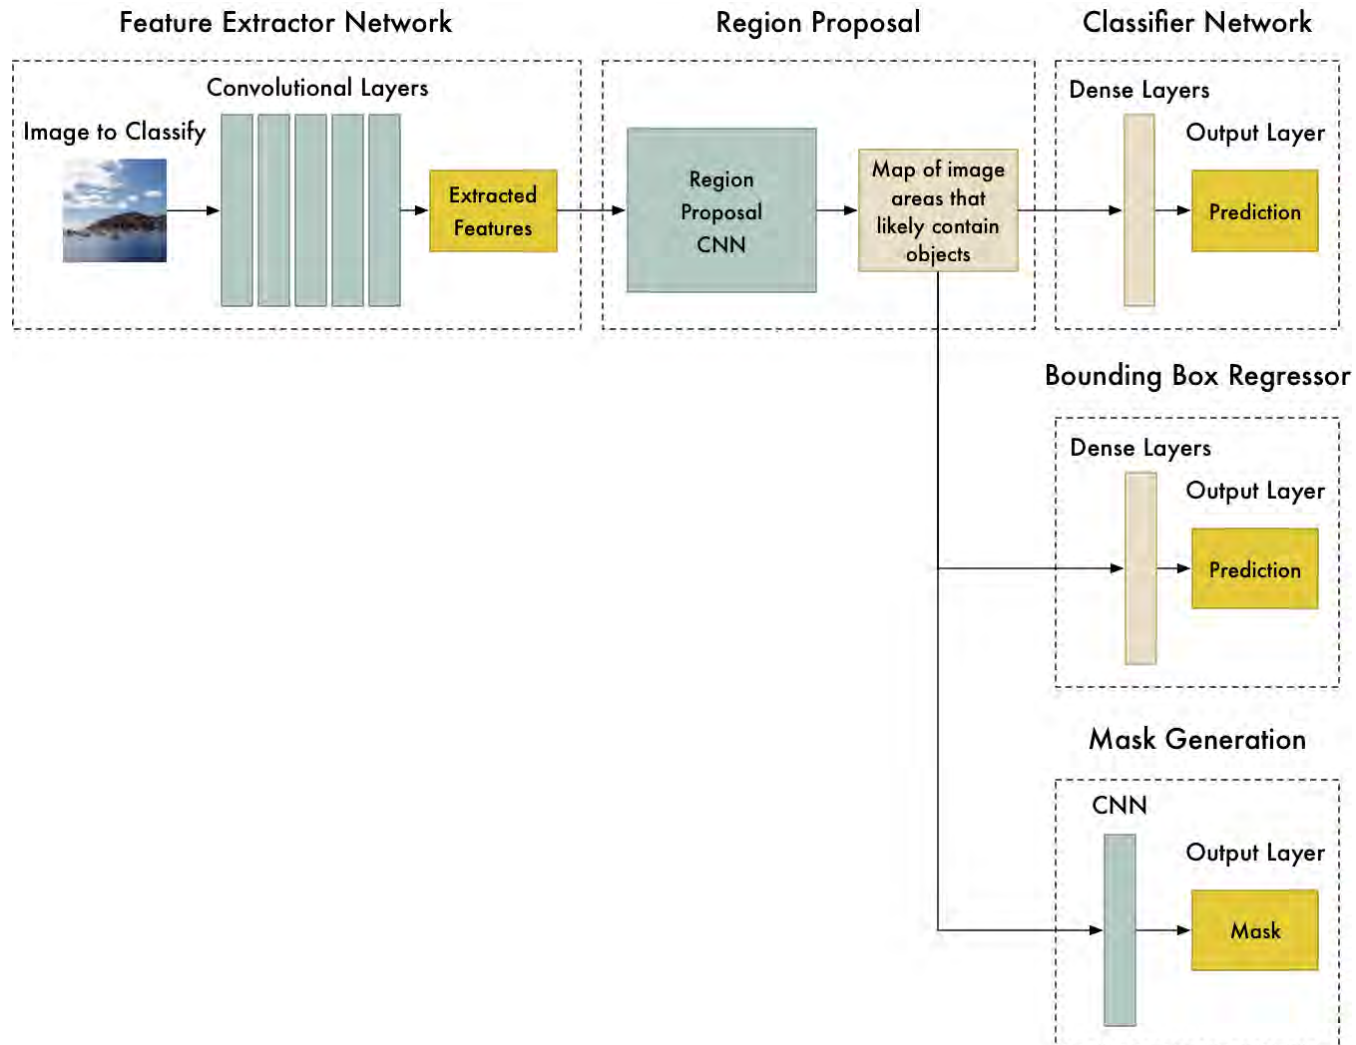 Feature Extractor Network
Region Proposal
Classifier Network
Convolutional Layers
Image to Classify
Extracted
Features
Region
Proposal
CNN
Map of image
areas that
likely contain
objects
Dense Layers
Output Layer
Prediction
Bounding Box Regressor
Dense Layers
Output Layer
Prediction
Mask Generation
CNN
Output Layer
Mask